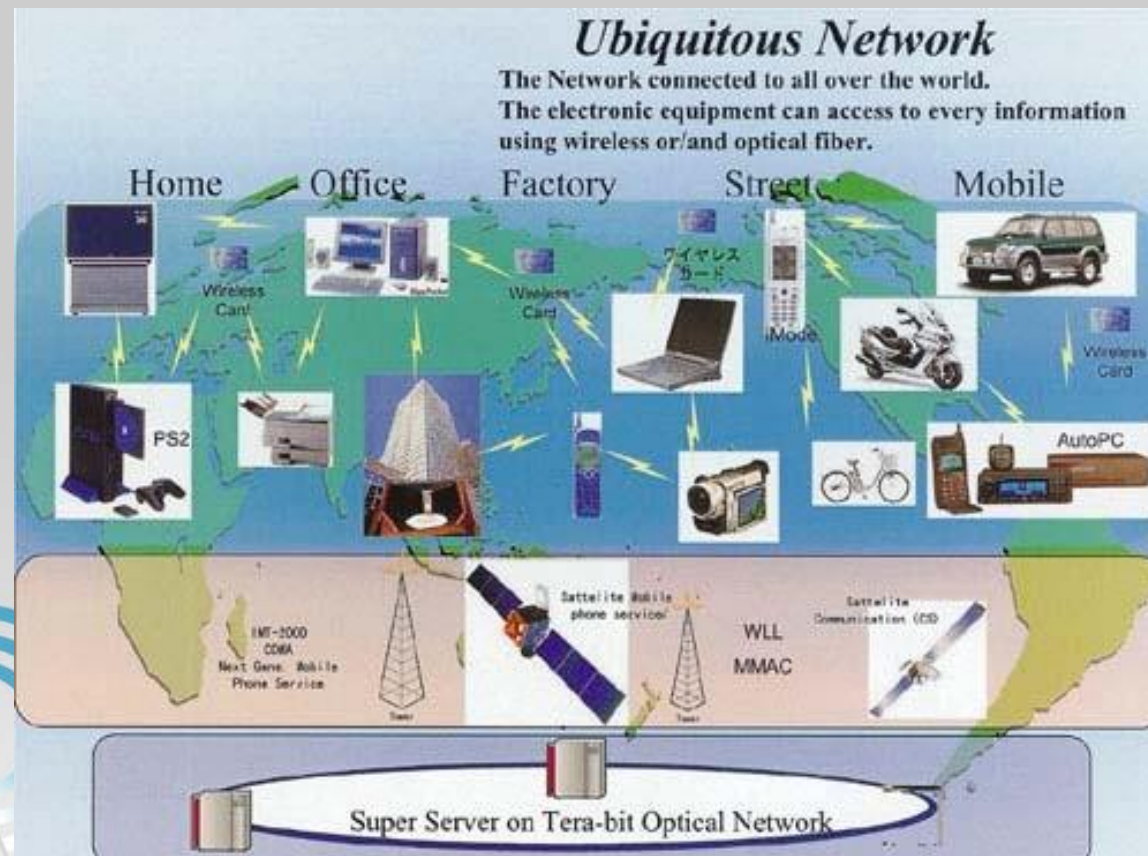 Ubiquitous Network
The Network connected to all over the world.
The electronic equipment can access to every information
using wireless or/and optical fiber.
Home
Office
Factory
Street
Mobile
Wireless
Card
Wireless
Card
ワイヤレス
カード
iMode
Wireless
Card
PS2
AutoPC
IMT-2000
CDMA
Next Gene. Mobile
Phone Service
Tower
Sattelite Mobile
phone service/
Tower
WLL
MMAC
Sattelite
Communication (CS)
Super Server on Tera-bit Optical Network